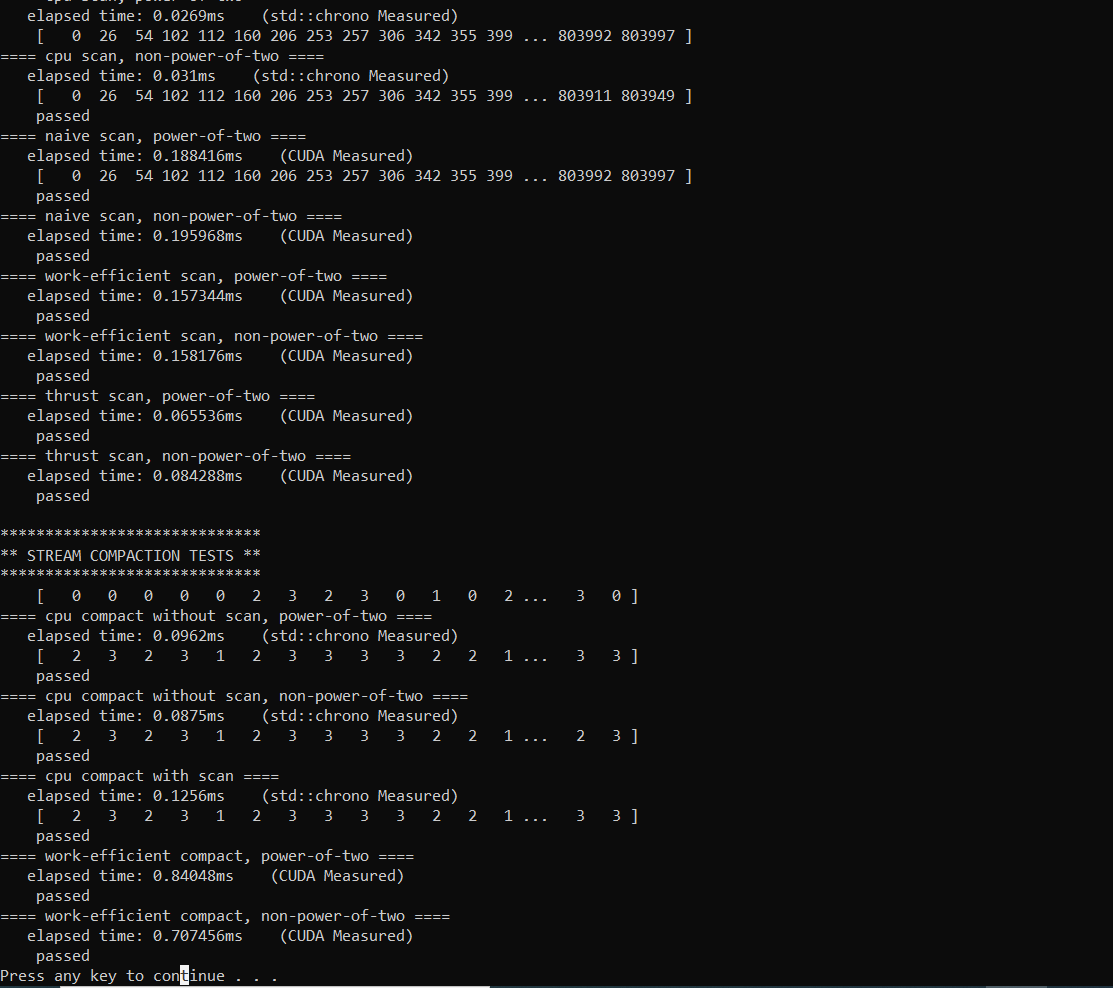 elapsed time: 0.0269ms    (std::chrono Measured)
    [   0  26  54 102 112 160 206 253 257 306 342 355 399 ... 803992 803997 ]
==== cpu scan, non-power-of-two ====
   elapsed time: 0.031ms    (std::chrono Measured)
    [   0  26  54 102 112 160 206 253 257 306 342 355 399 ... 803911 803949 ]
    passed
==== naive scan, power-of-two ====
   elapsed time: 0.188416ms    (CUDA Measured)
    [   0  26  54 102 112 160 206 253 257 306 342 355 399 ... 803992 803997 ]
    passed
==== naive scan, non-power-of-two ====
   elapsed time: 0.195968ms    (CUDA Measured)
    passed
==== work-efficient scan, power-of-two ====
   elapsed time: 0.157344ms    (CUDA Measured)
    passed
==== work-efficient scan, non-power-of-two ====
   elapsed time: 0.158176ms    (CUDA Measured)
    passed
==== thrust scan, power-of-two ====
   elapsed time: 0.065536ms    (CUDA Measured)
    passed
==== thrust scan, non-power-of-two ====
   elapsed time: 0.084288ms    (CUDA Measured)
    passed

*****************************
** STREAM COMPACTION TESTS **
*****************************
    [   0   0   0   0   0   2   3   2   3   0   1   0   2 ...   3   0 ]
==== cpu compact without scan, power-of-two ====
   elapsed time: 0.0962ms    (std::chrono Measured)
    [   2   3   2   3   1   2   3   3   3   3   2   2   1 ...   3   3 ]
    passed
==== cpu compact without scan, non-power-of-two ====
   elapsed time: 0.0875ms    (std::chrono Measured)
    [   2   3   2   3   1   2   3   3   3   3   2   2   1 ...   2   3 ]
    passed
==== cpu compact with scan ====
   elapsed time: 0.1256ms    (std::chrono Measured)
    [   2   3   2   3   1   2   3   3   3   3   2   2   1 ...   3   3 ]
    passed
==== work-efficient compact, power-of-two ====
   elapsed time: 0.84048ms    (CUDA Measured)
    passed
==== work-efficient compact, non-power-of-two ====
   elapsed time: 0.707456ms    (CUDA Measured)
    passed
Press any key to continue . . .